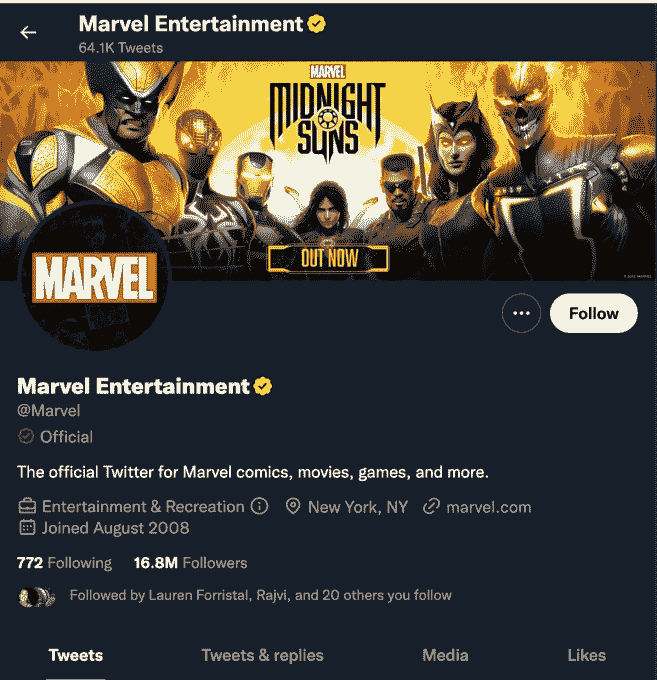 Marvel Entertainment
64.1K Tweets
MARVEL
MIDNIGHT
SUNS
OUT NOW
MARVEL
Follow
Marvel Entertainment
@Marvel
Official
The official Twitter for Marvel comics, movies, games, and more.
Entertainment & Recreation New York, NY marvel.com
Joined August 2008
772 Following 16.8M Followers
Followed by Lauren Forristal, Rajvi, and 20 others you follow
Tweets Tweets & replies Media Likes